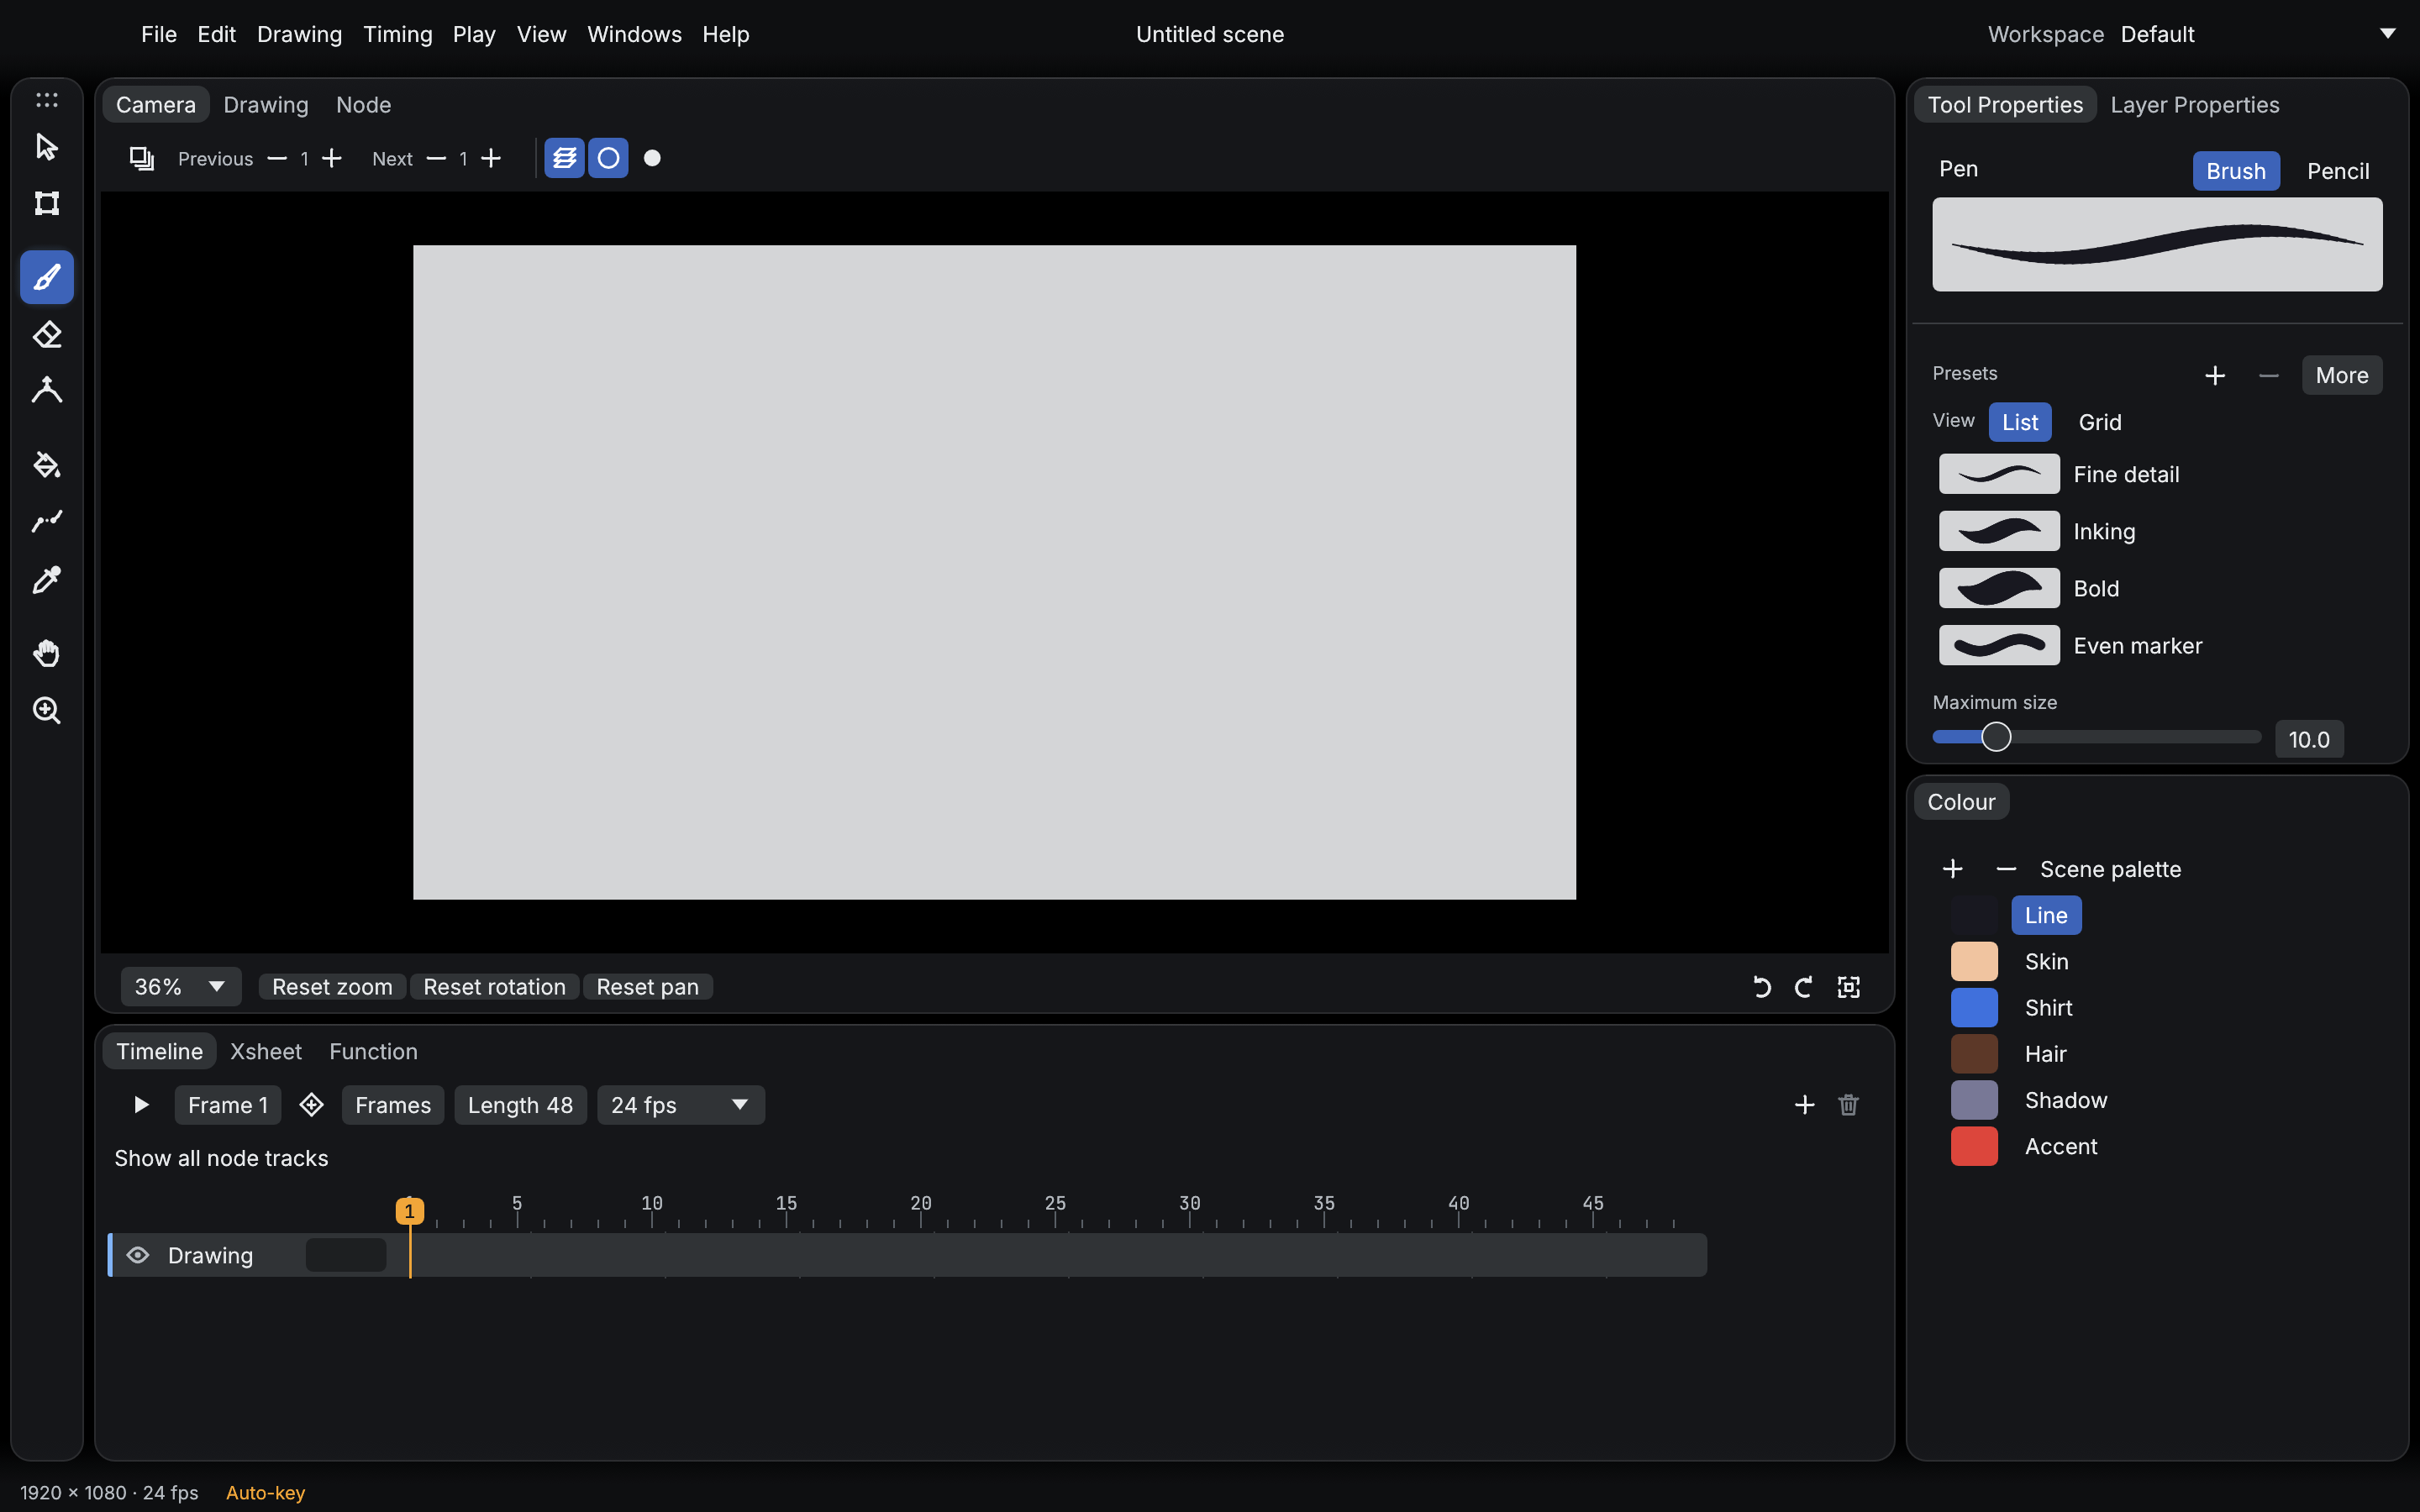 File Edit Drawing Timing Play View Windows Help
Untitled scene
Workspace Default
Camera Drawing Node
Previous 1 Next 1
36% Reset zoom Reset rotation Reset pan
Timeline Xsheet Function
Frame 1 Frames Length 48 24 fps
Show all node tracks
1 5 10 15 20 25 30 35 40 45
Drawing
Tool Properties Layer Properties
Pen Brush Pencil
Presets More
View List Grid
Fine detail
Inking
Bold
Even marker
Maximum size
10.0
Colour
Scene palette
Line
Skin
Shirt
Hair
Shadow
Accent
1920 × 1080 · 24 fps Auto-key